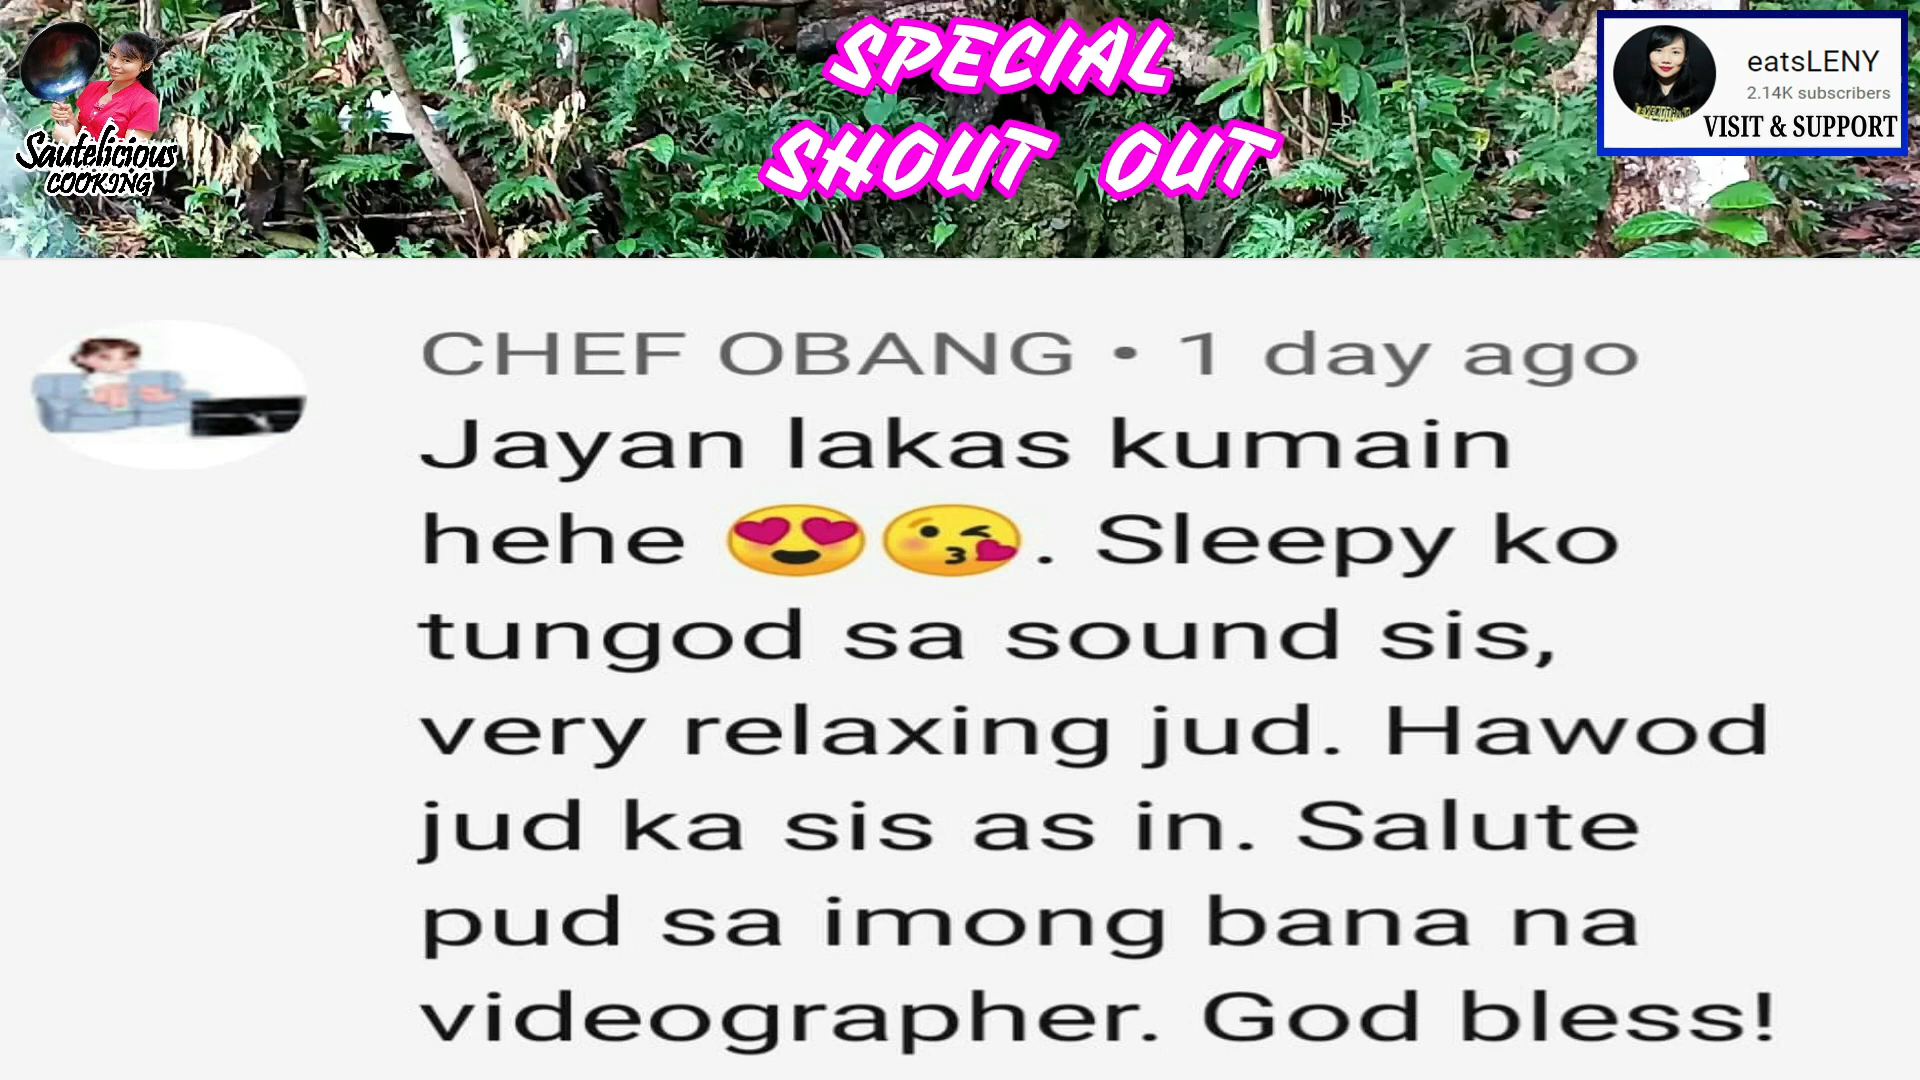 SPECIAL
SHOUT OUT
Sautelicious
COOKING
eatsLENY
2.14K subscribers
VISIT & SUPPORT
CHEF OBANG • 1 day ago
Jayan lakas kumain
hehe 😍😘. Sleepy ko
tungod sa sound sis,
very relaxing jud. Hawod
jud ka sis as in. Salute
pud sa imong bana na
videographer. God bless!